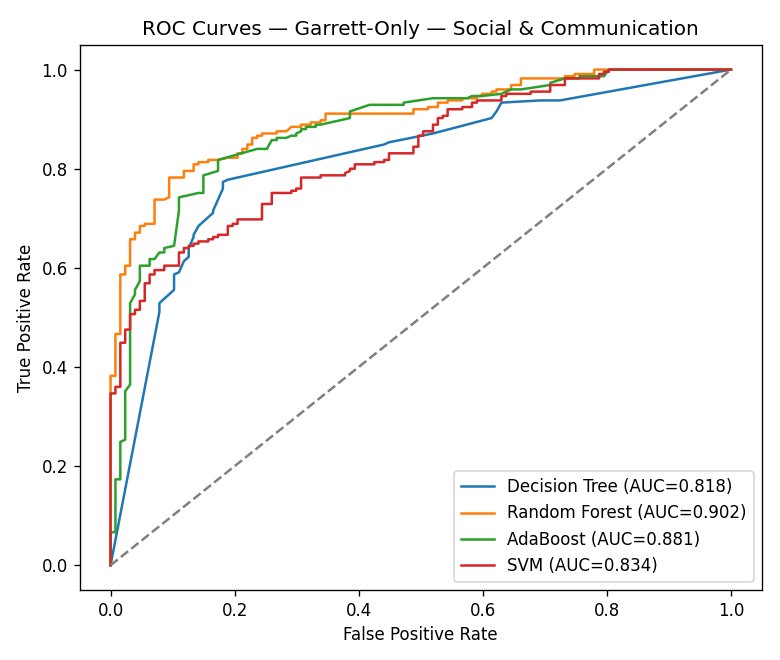 ROC Curves — Garrett-Only — Social & Communication
True Positive Rate
1.0
0.8
0.6
0.4
0.2
0.0
Decision Tree (AUC=0.818)
Random Forest (AUC=0.902)
AdaBoost (AUC=0.881)
SVM (AUC=0.834)
0.0 0.2 0.4 0.6 0.8 1.0
False Positive Rate